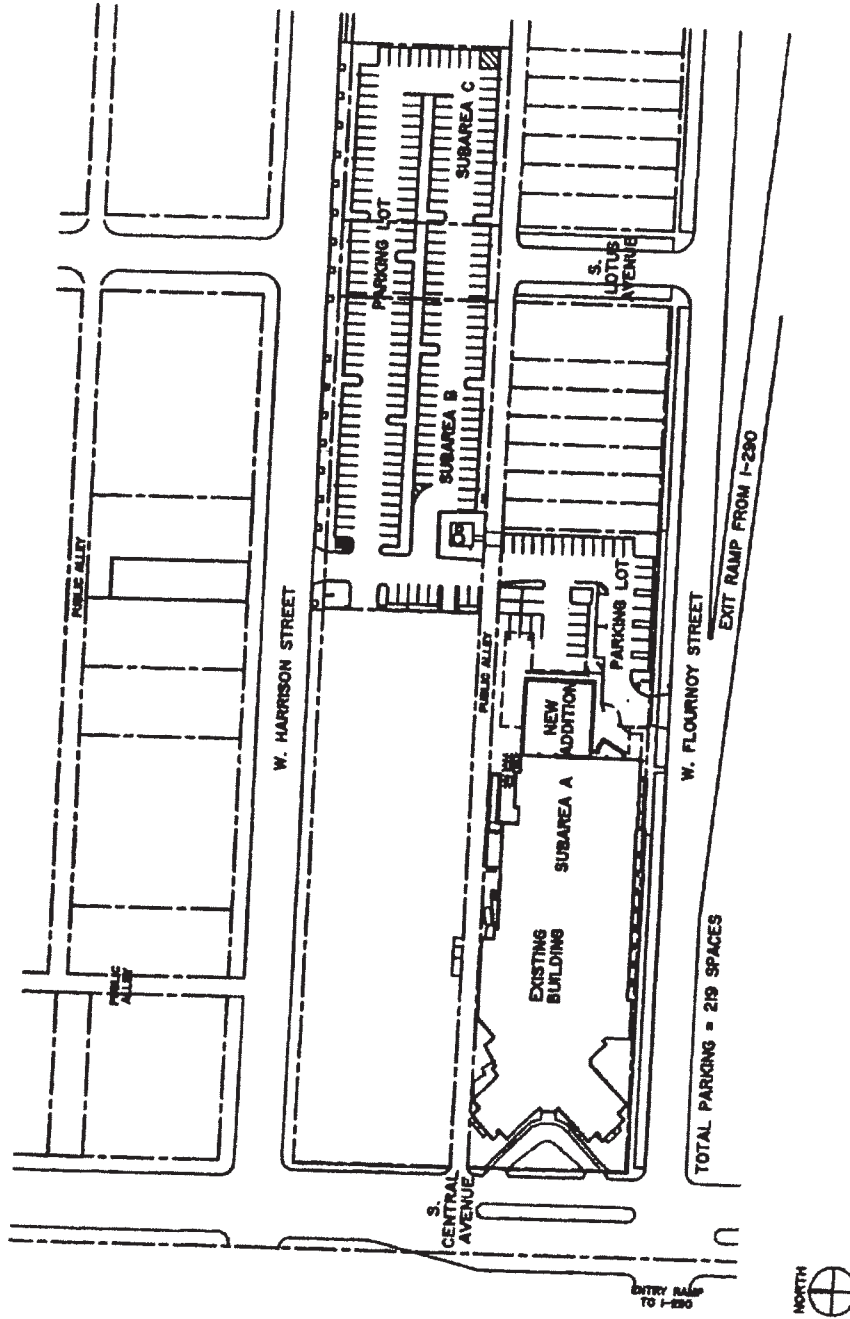 PUBLIC ALLEY
PUBLIC
ALLEY
W. HARRISON STREET
PARKING LOT
SUBAREA C
SUBAREA B
S.
LOTUS
AVENUE
PUBLIC ALLEY
PARKING LOT
NEW
ADDITION
SUBAREA A
EXISTING
BUILDING
W. FLOURNOY STREET
EXIT RAMP FROM I-290
TOTAL PARKING = 219 SPACES
S.
CENTRAL
AVENUE
ENTRY RAMP
TO I-290
NORTH